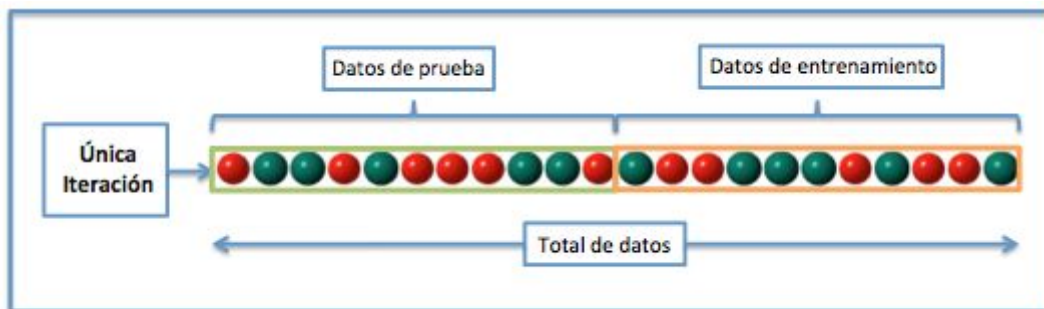 Datos de prueba
Datos de entrenamiento
Única
Iteración
Total de datos